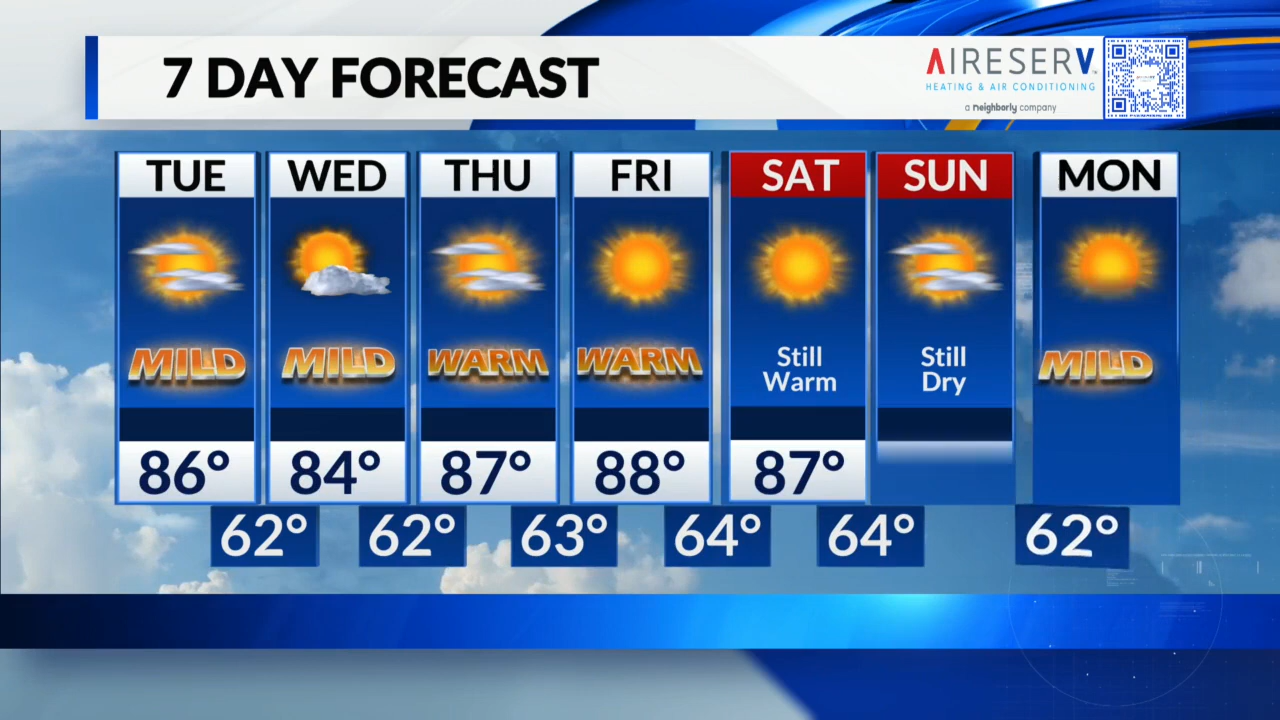 7 DAY FORECAST
AIRESERV™
HEATING & AIR CONDITIONING
a neighborly company
TUE WED THU FRI SAT SUN MON
MILD MILD WARM WARM Still Warm Still Dry MILD
86° 84° 87° 88° 87°
62° 62° 63° 64° 64° 62°